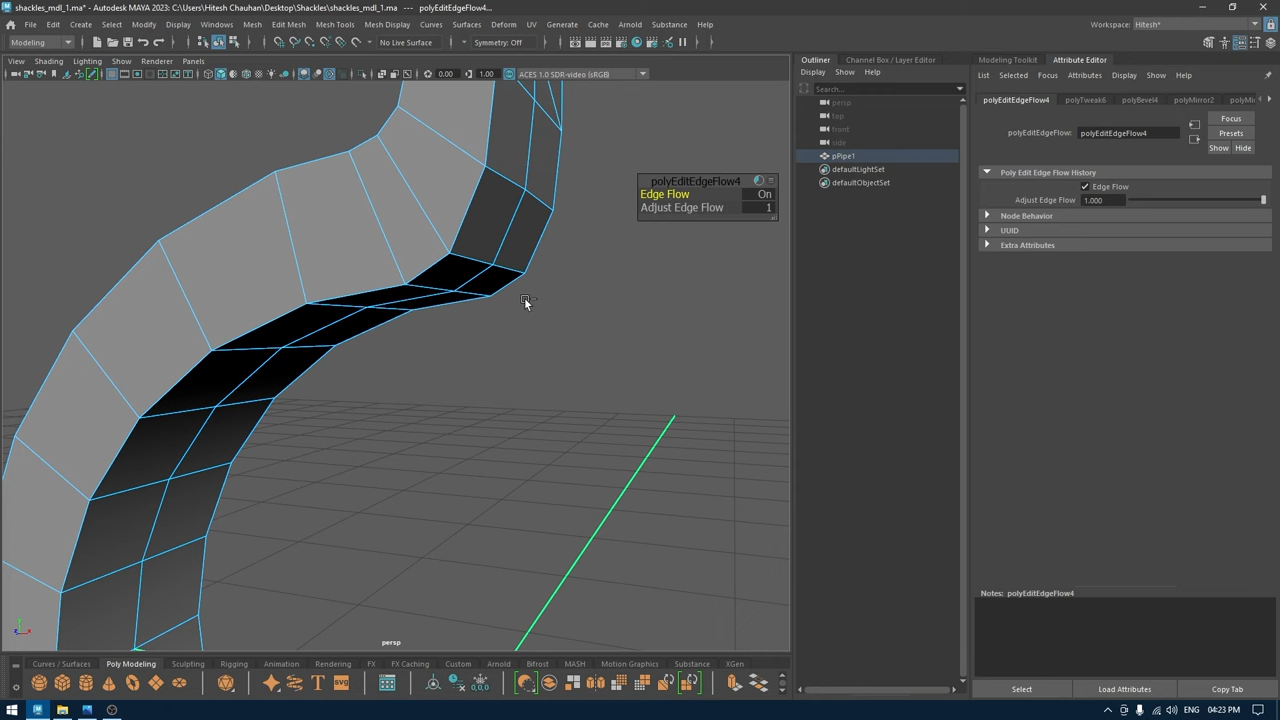 shackles_mdl_1.ma* - Autodesk MAYA 2023: C:\Users\Hitesh Chauhan\Desktop\Shackles\shackles_mdl_1.ma* --- polyEditEdgeFlow4...
File Edit Create Select Modify Display Windows Mesh Edit Mesh Mesh Tools Mesh Display Curves Surfaces Deform UV Generate Cache Arnold Substance Help
Workspace: Hitesh*
Modeling
No Live Surface
Symmetry: Off
View Shading Lighting Show Renderer Panels
0.00
1.00
ACES 1.0 SDR-video (sRGB)
Outliner Channel Box / Layer Editor
Display Show Help
Search...
persp
top
front
side
pPipe1
defaultLightSet
defaultObjectSet
Modeling Toolkit Attribute Editor
List Selected Focus Attributes Display Show Help
polyEditEdgeFlow4 polyTweak6 polyBevel4 polyMirror2
polyEditEdgeFlow: polyEditEdgeFlow4
Focus
Presets
Show Hide
Poly Edit Edge Flow History
Edge Flow
Adjust Edge Flow 1.000
Node Behavior
UUID
Extra Attributes
polyEditEdgeFlow4
Edge Flow On
Adjust Edge Flow 1
persp
Notes: polyEditEdgeFlow4
Select Load Attributes Copy Tab
Curves / Surfaces Poly Modeling Sculpting Rigging Animation Rendering FX FX Caching Custom Arnold Bifrost MASH Motion Graphics Substance XGen
ENG 04:23 PM